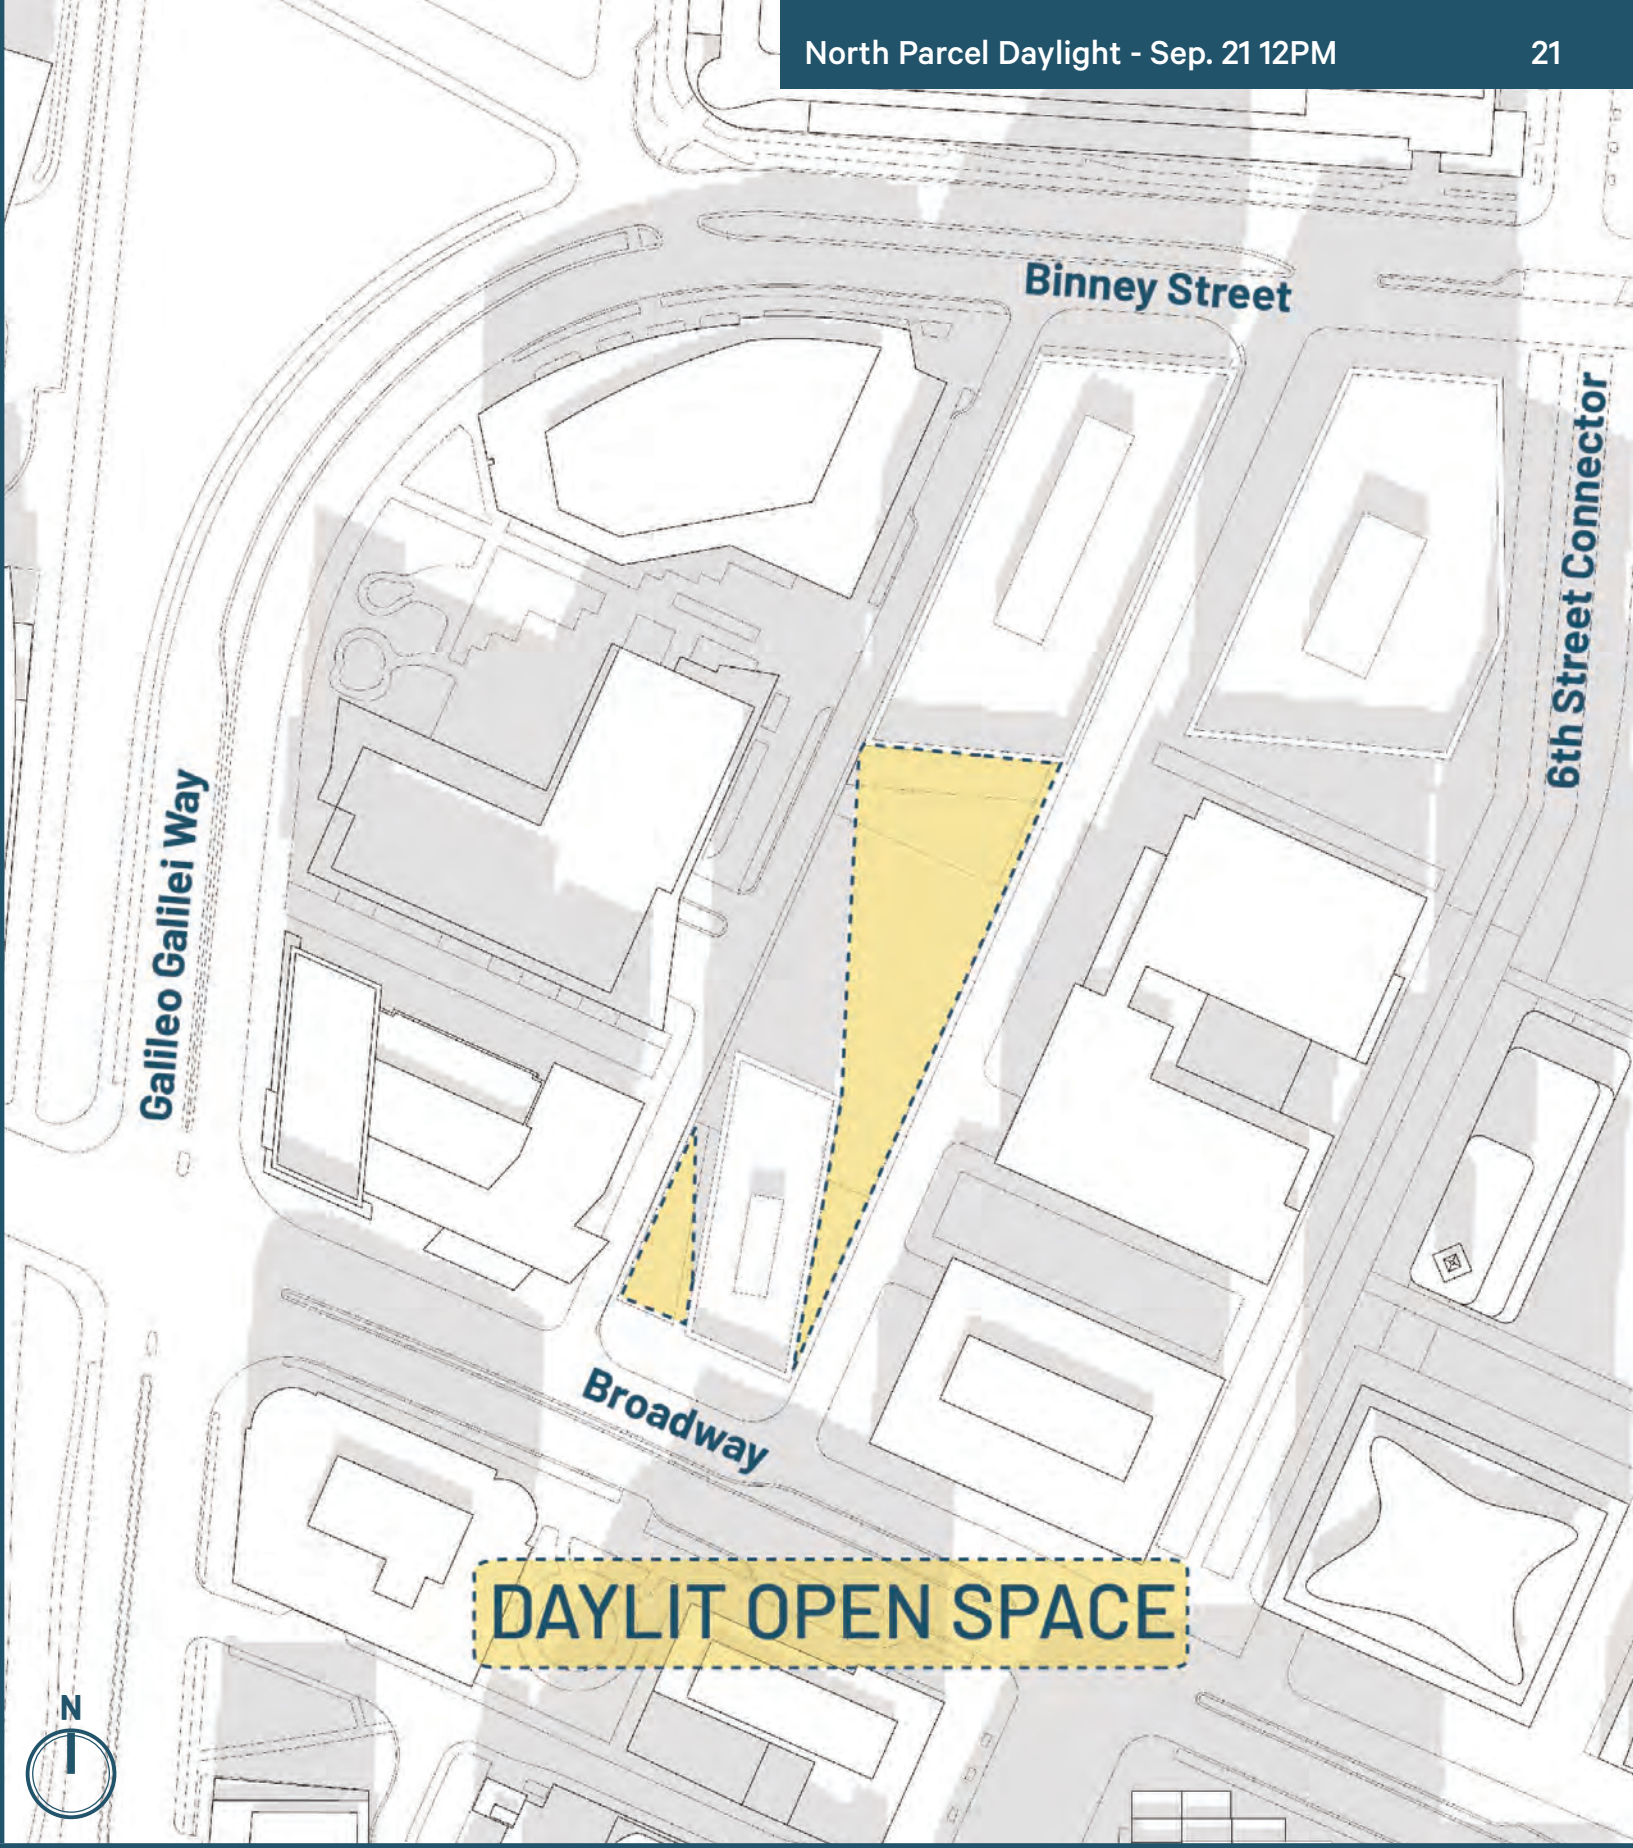 North Parcel Daylight - Sep. 21 12PM 21
Binney Street
6th Street Connector
Galileo Galilei Way
Broadway
DAYLIT OPEN SPACE
N